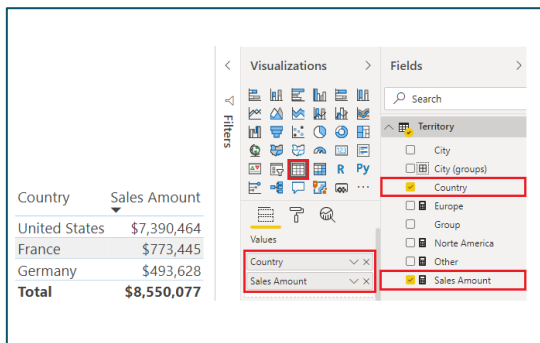 Visualizations
Fields
Filters
Search
Territory
City
City (groups)
Country
Europe
Group
Norte America
Other
Sales Amount
R Py
Values
Country
Sales Amount
Country Sales Amount
United States $7,390,464
France $773,445
Germany $493,628
Total $8,550,077